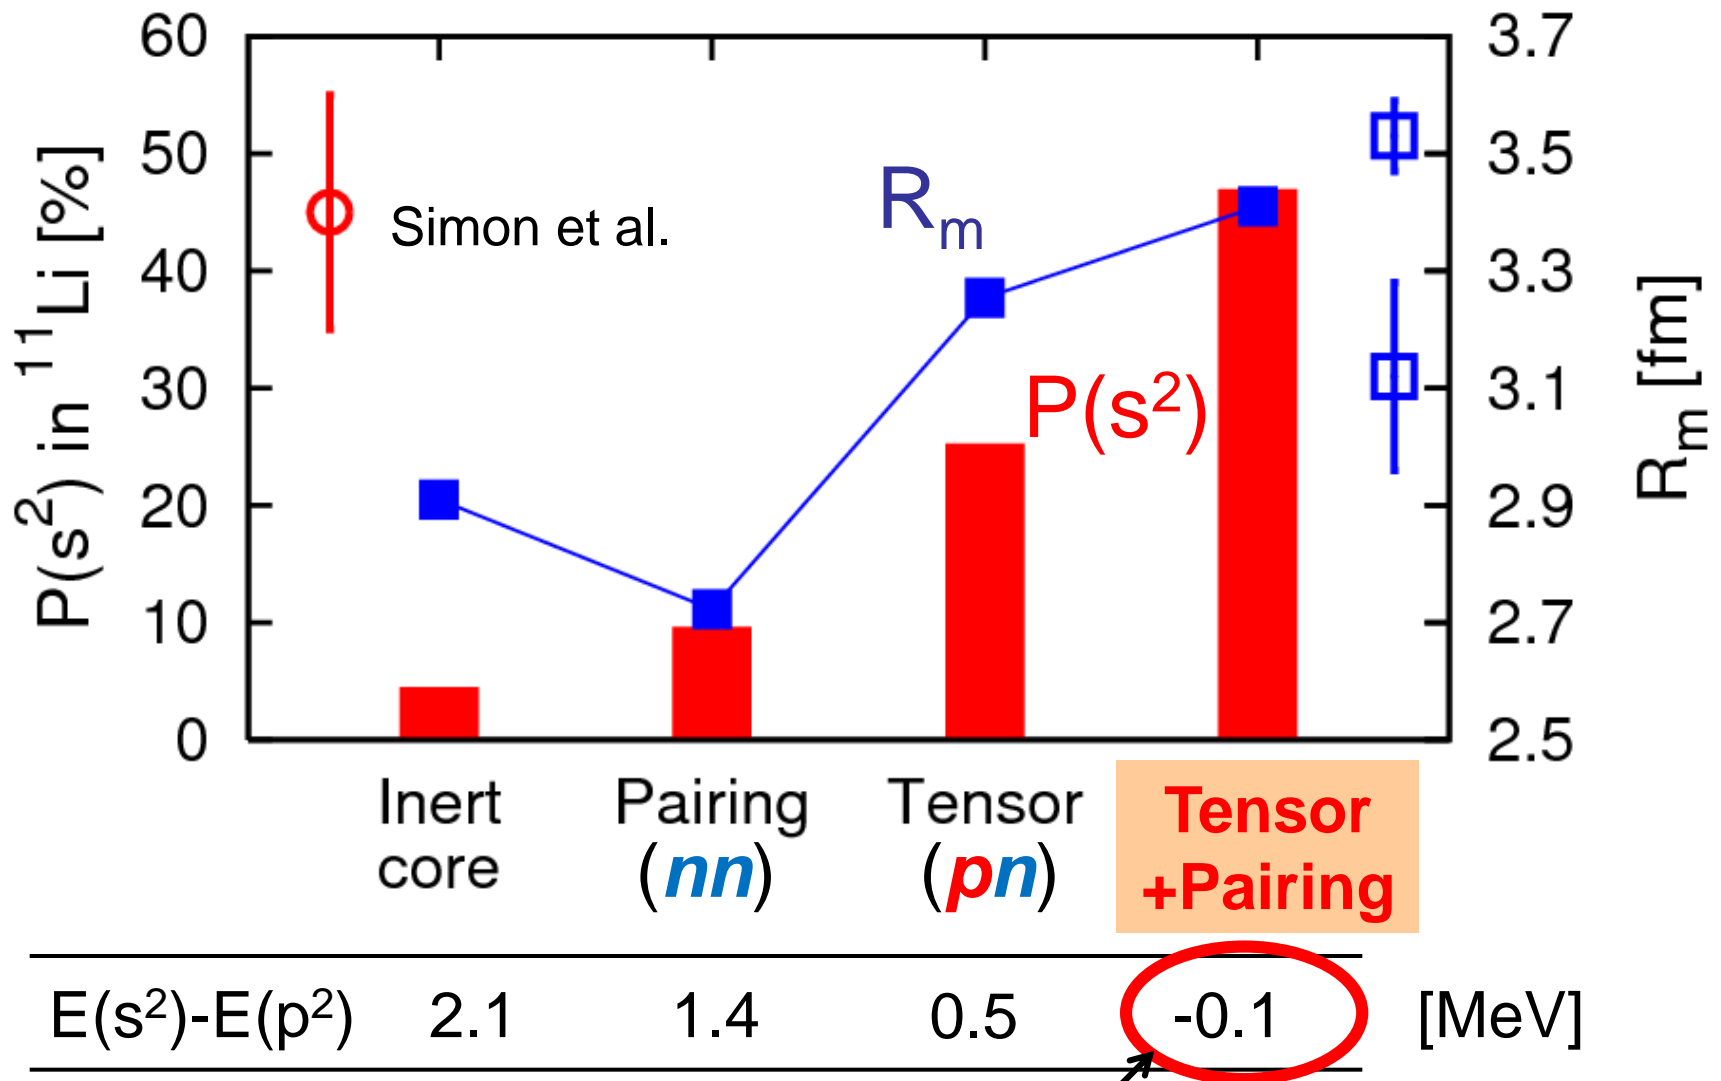 60
50
40
30
20
10
0
P(s²) in ¹¹Li [%]
Simon et al.
Rₘ
P(s²)
3.7
3.5
3.3
3.1
2.9
2.7
2.5
Rₘ [fm]
Inert
core
Pairing
(nn)
Tensor
(pn)
Tensor
+Pairing
E(s²)-E(p²) 2.1 1.4 0.5 -0.1 [MeV]